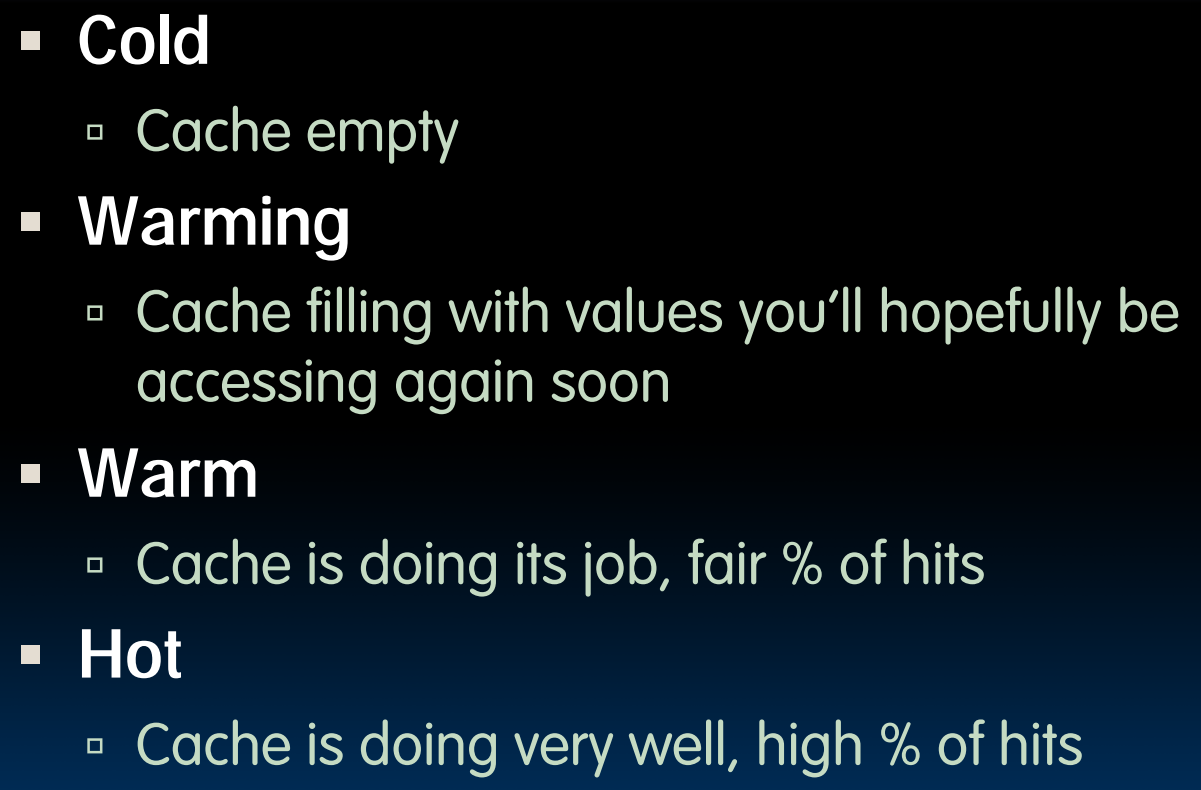 Cold
Cache empty
Warming
Cache filling with values you’ll hopefully be
accessing again soon
Warm
Cache is doing its job, fair % of hits
Hot
Cache is doing very well, high % of hits